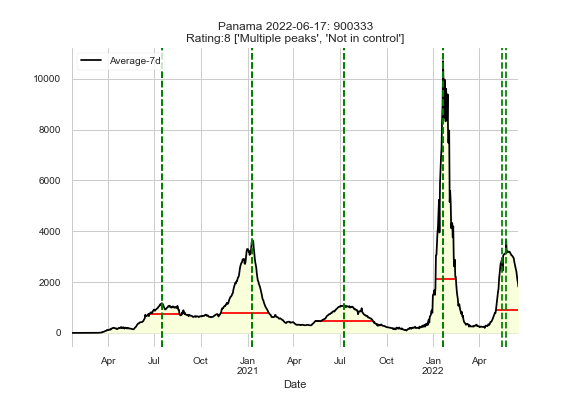 Panama 2022-06-17: 900333
Rating:8 ['Multiple peaks', 'Not in control']
Average-7d
10000
8000
6000
4000
2000
0
Apr Jul Oct Jan Apr Jul Oct Jan Apr
2021 2022
Date